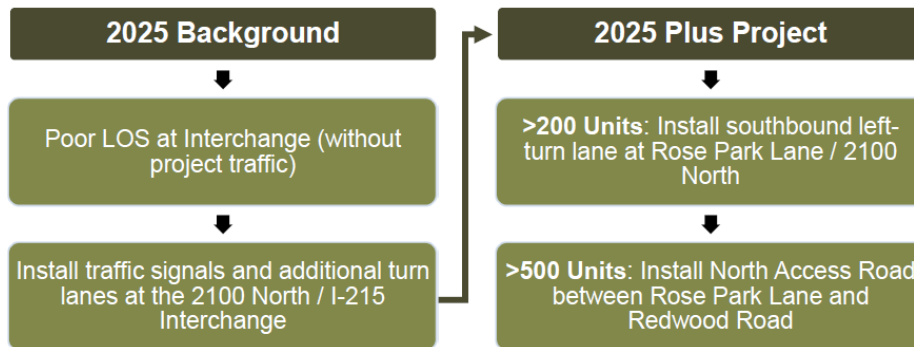 2025 Background
Poor LOS at Interchange (without
project traffic)
Install traffic signals and additional turn
lanes at the 2100 North / I-215
Interchange
2025 Plus Project
>200 Units: Install southbound left-
turn lane at Rose Park Lane / 2100
North
>500 Units: Install North Access Road
between Rose Park Lane and
Redwood Road